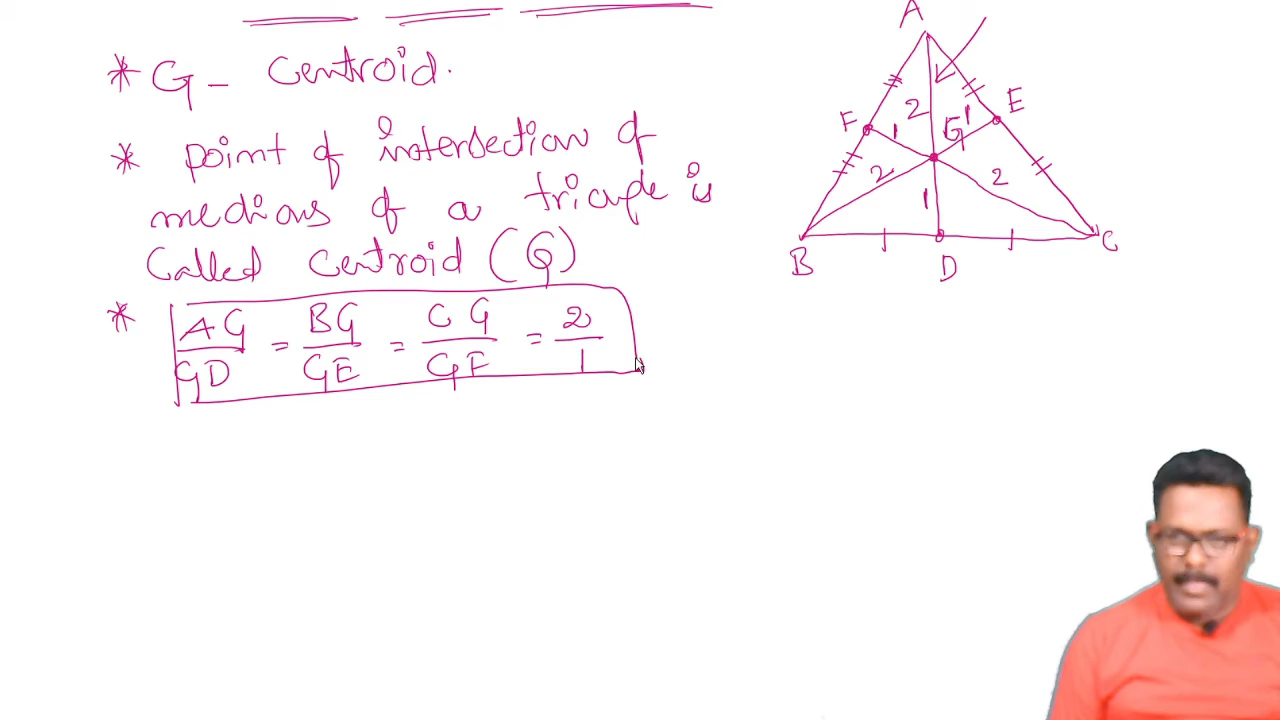 * G - Centroid.
* point of intersection of
medians of a triangle is
Called Centroid (G)
* AG/GD = BG/GE = CG/GF = 2/1
A
F
E
2
1
G
1
2
2
1
B
D
C